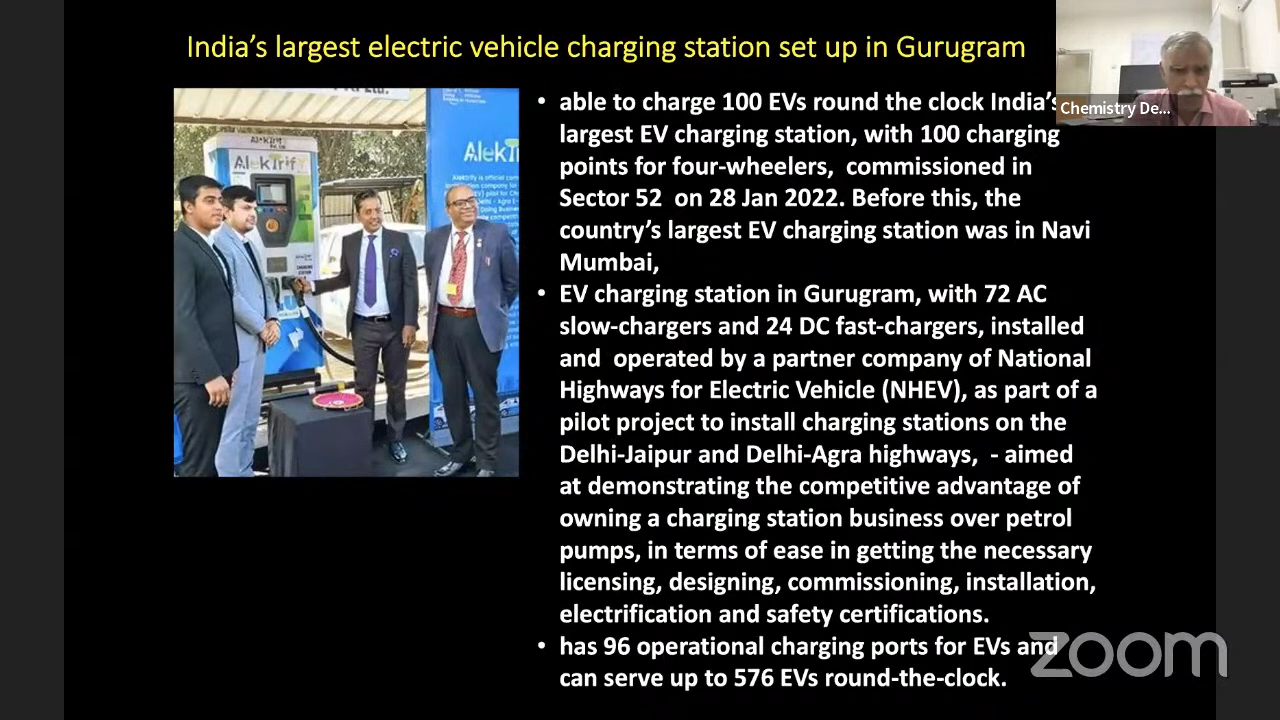 India's largest electric vehicle charging station set up in Gurugram
Chemistry De...
AlekTrify
AlekTrify
CHARGING
STATION
• able to charge 100 EVs round the clock India's
largest EV charging station, with 100 charging
points for four-wheelers, commissioned in
Sector 52 on 28 Jan 2022. Before this, the
country's largest EV charging station was in Navi
Mumbai,
• EV charging station in Gurugram, with 72 AC
slow-chargers and 24 DC fast-chargers, installed
and operated by a partner company of National
Highways for Electric Vehicle (NHEV), as part of a
pilot project to install charging stations on the
Delhi-Jaipur and Delhi-Agra highways, - aimed
at demonstrating the competitive advantage of
owning a charging station business over petrol
pumps, in terms of ease in getting the necessary
licensing, designing, commissioning, installation,
electrification and safety certifications.
• has 96 operational charging ports for EVs and
can serve up to 576 EVs round-the-clock.
zoom